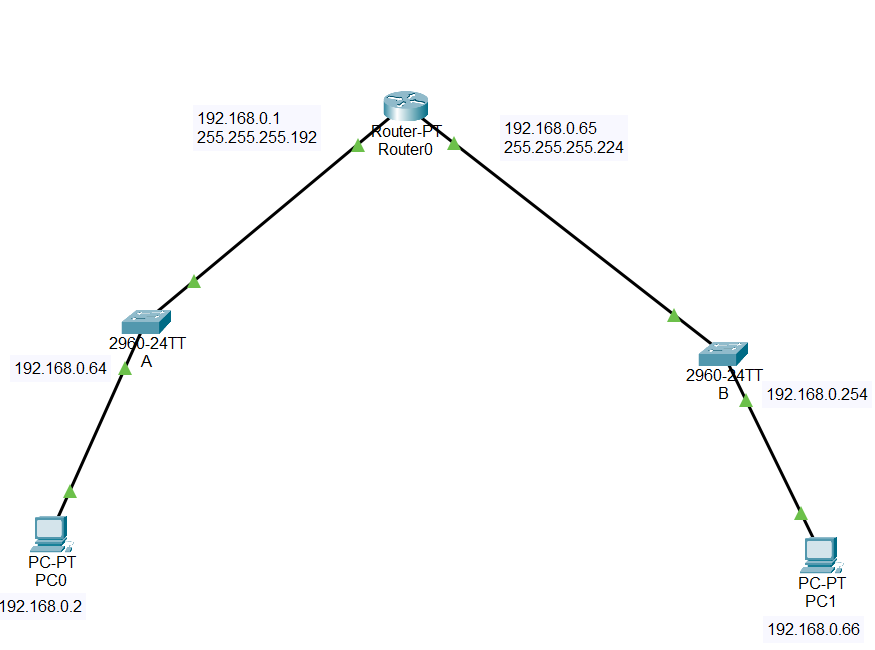 192.168.0.1
255.255.255.192
Router-PT
Router0
192.168.0.65
255.255.255.224
2960-24TT
A
192.168.0.64
2960-24TT
B
192.168.0.254
PC-PT
PC0
192.168.0.2
PC-PT
PC1
192.168.0.66